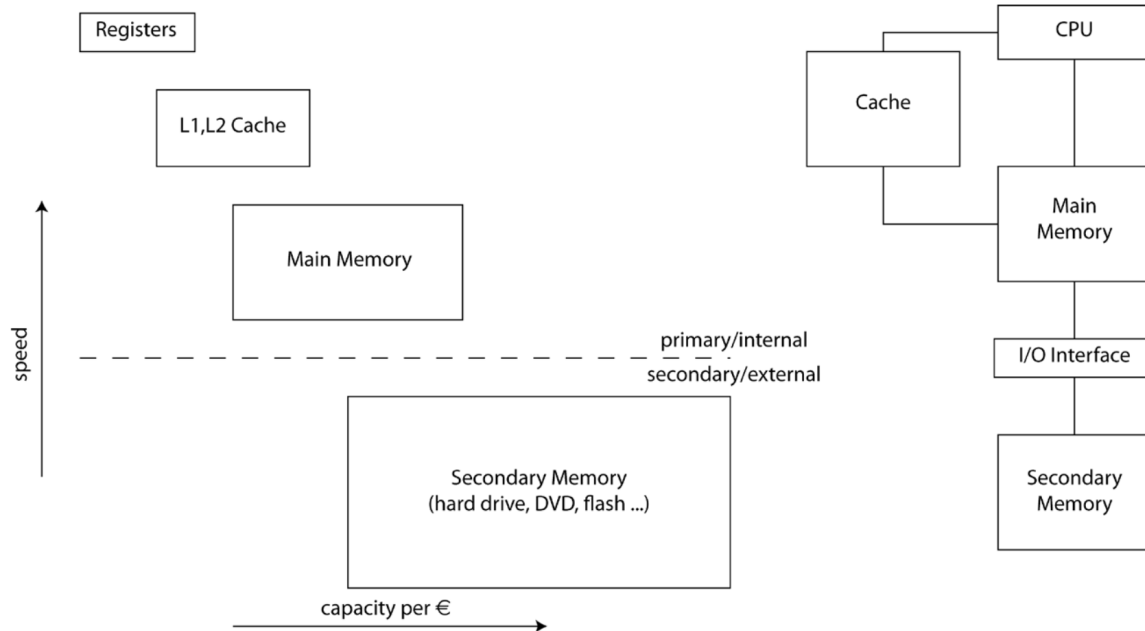 Registers
CPU
Cache
L1,L2 Cache
Main
Memory
Main Memory
speed
primary/internal
secondary/external
I/O Interface
Secondary Memory
(hard drive, DVD, flash ...)
Secondary
Memory
capacity per €